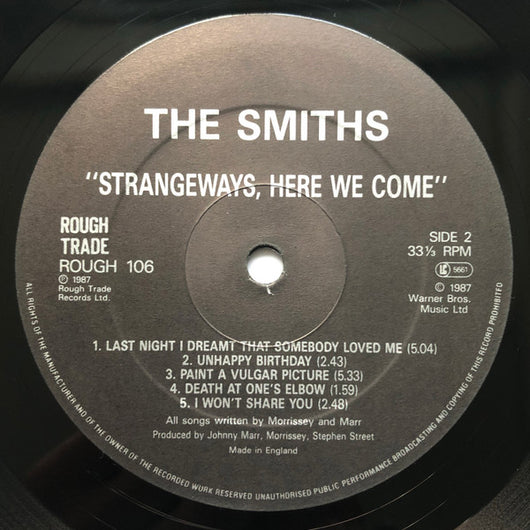 THE SMITHS
"STRANGEWAYS, HERE WE COME"
ROUGH
TRADE
ROUGH 106
℗ 1987
Rough Trade
Records Ltd.
SIDE 2
33⅓ RPM
LC 5661
© 1987
Warner Bros.
Music Ltd
1. LAST NIGHT I DREAMT THAT SOMEBODY LOVED ME (5.04)
2. UNHAPPY BIRTHDAY (2.43)
3. PAINT A VULGAR PICTURE (5.33)
4. DEATH AT ONE'S ELBOW (1.59)
5. I WON'T SHARE YOU (2.48)
All songs written by Morrissey and Marr
Produced by Johnny Marr, Morrissey, Stephen Street
Made in England
ALL RIGHTS OF THE MANUFACTURER AND OF THE OWNER OF THE RECORDED WORK RESERVED UNAUTHORISED PUBLIC PERFORMANCE BROADCASTING AND COPYING OF THIS RECORD PROHIBITED